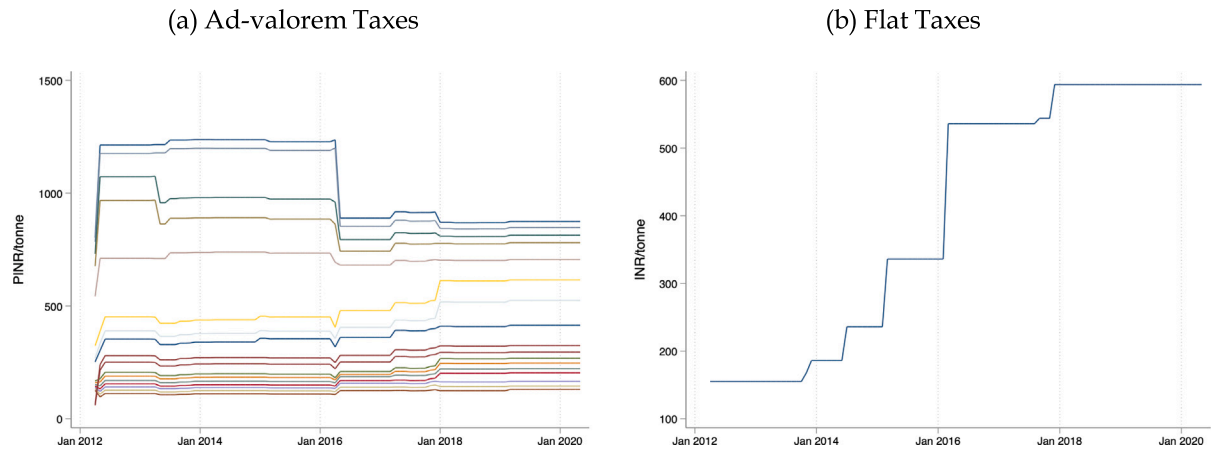 (a) Ad-valorem Taxes
PINR/tonne
1500
1000
500
0
Jan 2012
Jan 2014
Jan 2016
Jan 2018
Jan 2020
(b) Flat Taxes
INR/tonne
600
500
400
300
200
100
Jan 2012
Jan 2014
Jan 2016
Jan 2018
Jan 2020